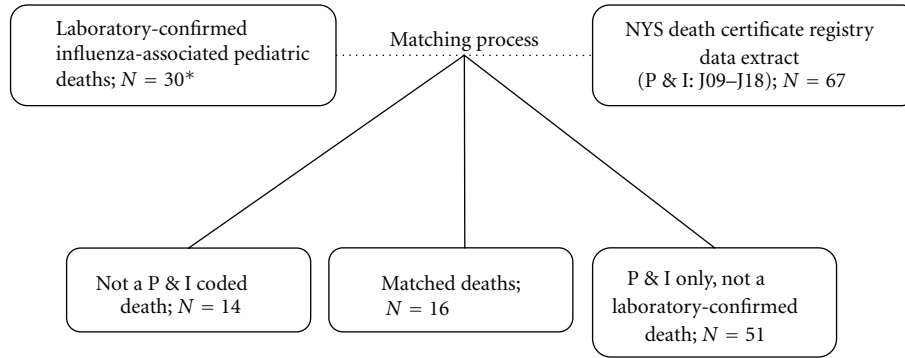 Laboratory-confirmed
influenza-associated pediatric
deaths; N = 30*
Matching process
NYS death certificate registry
data extract
(P & I: J09–J18); N = 67
Not a P & I coded
death; N = 14
Matched deaths;
N = 16
P & I only, not a
laboratory-confirmed
death; N = 51